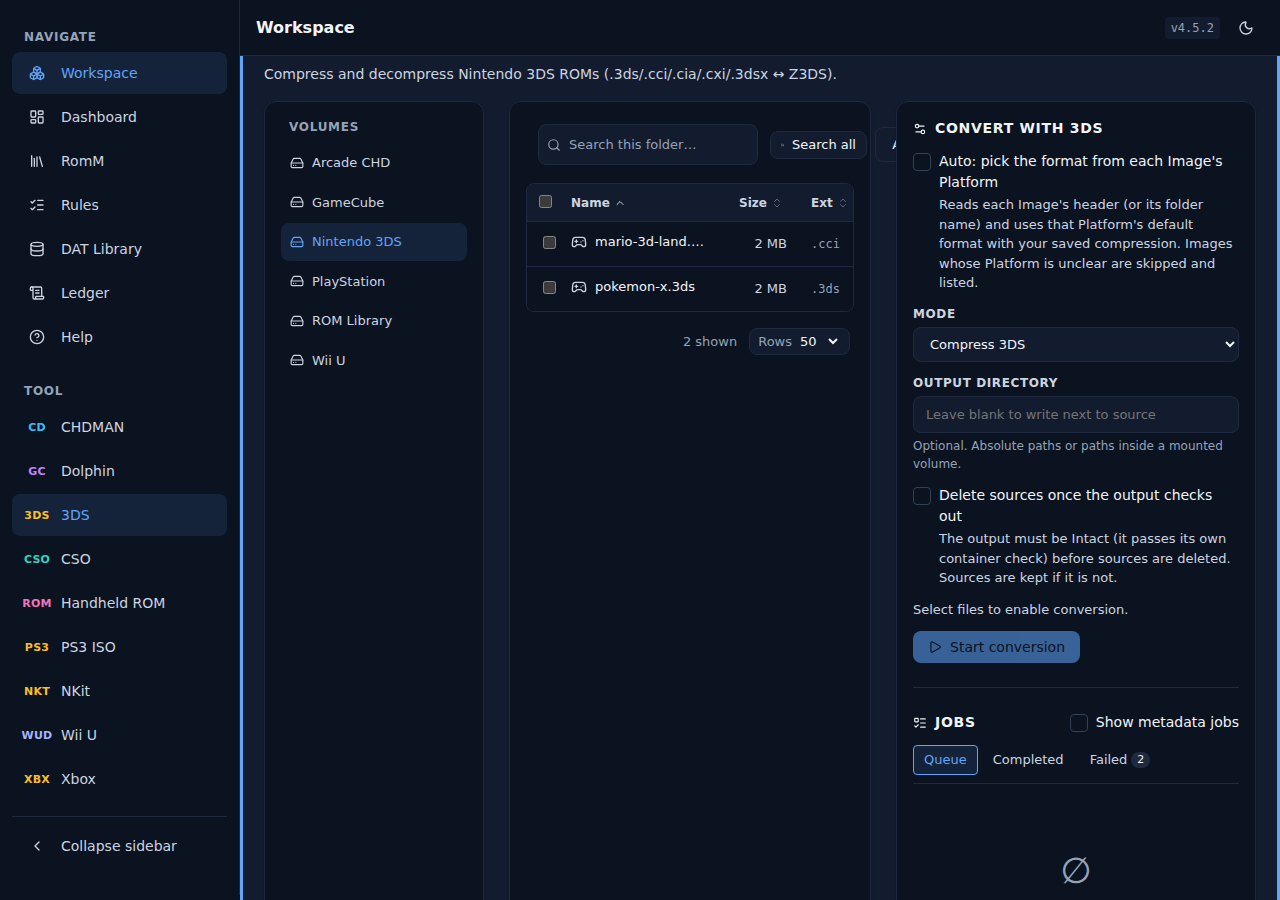 NAVIGATE
Workspace
Dashboard
RomM
Rules
DAT Library
Ledger
Help
TOOL
CD CHDMAN
GC Dolphin
3DS 3DS
CSO CSO
ROM Handheld ROM
PS3 PS3 ISO
NKT NKit
WUD Wii U
XBX Xbox
Collapse sidebar
Workspace
v4.5.2
Compress and decompress Nintendo 3DS ROMs (.3ds/.cci/.cia/.cxi/.3dsx ↔ Z3DS).
VOLUMES
Arcade CHD
GameCube
Nintendo 3DS
PlayStation
ROM Library
Wii U
Search this folder…
Search all
Name Size Ext
mario-3d-land.… 2 MB .cci
pokemon-x.3ds 2 MB .3ds
2 shown Rows 50
CONVERT WITH 3DS
Auto: pick the format from each Image's
Platform
Reads each Image's header (or its folder
name) and uses that Platform's default
format with your saved compression. Images
whose Platform is unclear are skipped and
listed.
MODE
Compress 3DS
OUTPUT DIRECTORY
Leave blank to write next to source
Optional. Absolute paths or paths inside a mounted
volume.
Delete sources once the output checks
out
The output must be Intact (it passes its own
container check) before sources are deleted.
Sources are kept if it is not.
Select files to enable conversion.
Start conversion
JOBS
Show metadata jobs
Queue Completed Failed 2